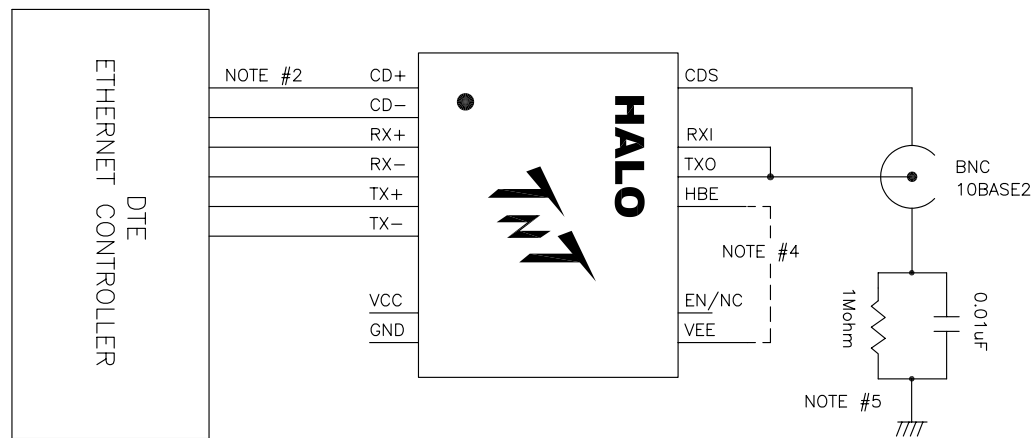 DTE
ETHERNET CONTROLLER
NOTE #2
CD+
CD-
RX+
RX-
TX+
TX-
VCC
GND
HALO
TNT
CDS
RXI
TXO
HBE
NOTE #4
EN/NC
VEE
BNC
10BASE2
1Mohm
0.01uF
NOTE #5